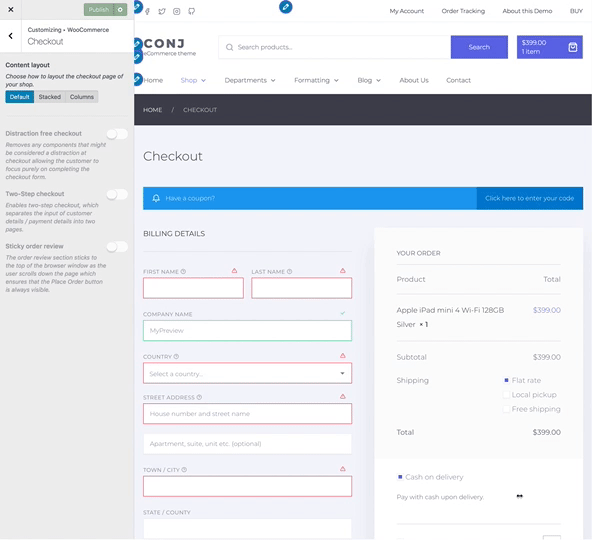 Publish
Customizing • WooCommerce
Checkout
Content layout
Choose how to layout the checkout page of
your shop.
Default Stacked Columns
Distraction free checkout
Removes any components that might
be considered a distraction at
checkout allowing the customer to
focus purely on completing the
checkout form.
Two-Step checkout
Enables two-step checkout, which
separates the input of customer
details / payment details into two
pages.
Sticky order review
The order review section sticks to
the top of the browser window as the
user scrolls down the page which
ensures that the Place Order button
is always visible.
My Account Order Tracking About this Demo BUY
CONJ
eCommerce theme
Search products...
Search
$399.00
1 item
Home Shop Departments Formatting Blog About Us Contact
HOME / CHECKOUT
Checkout
Have a coupon? Click here to enter your code
BILLING DETAILS
FIRST NAME LAST NAME
COMPANY NAME
MyPreview
COUNTRY
Select a country...
STREET ADDRESS
House number and street name
Apartment, suite, unit etc. (optional)
TOWN / CITY
STATE / COUNTY
YOUR ORDER
Product Total
Apple iPad mini 4 Wi-Fi 128GB $399.00
Silver × 1
Subtotal $399.00
Shipping Flat rate
Local pickup
Free shipping
Total $399.00
Cash on delivery
Pay with cash upon delivery.